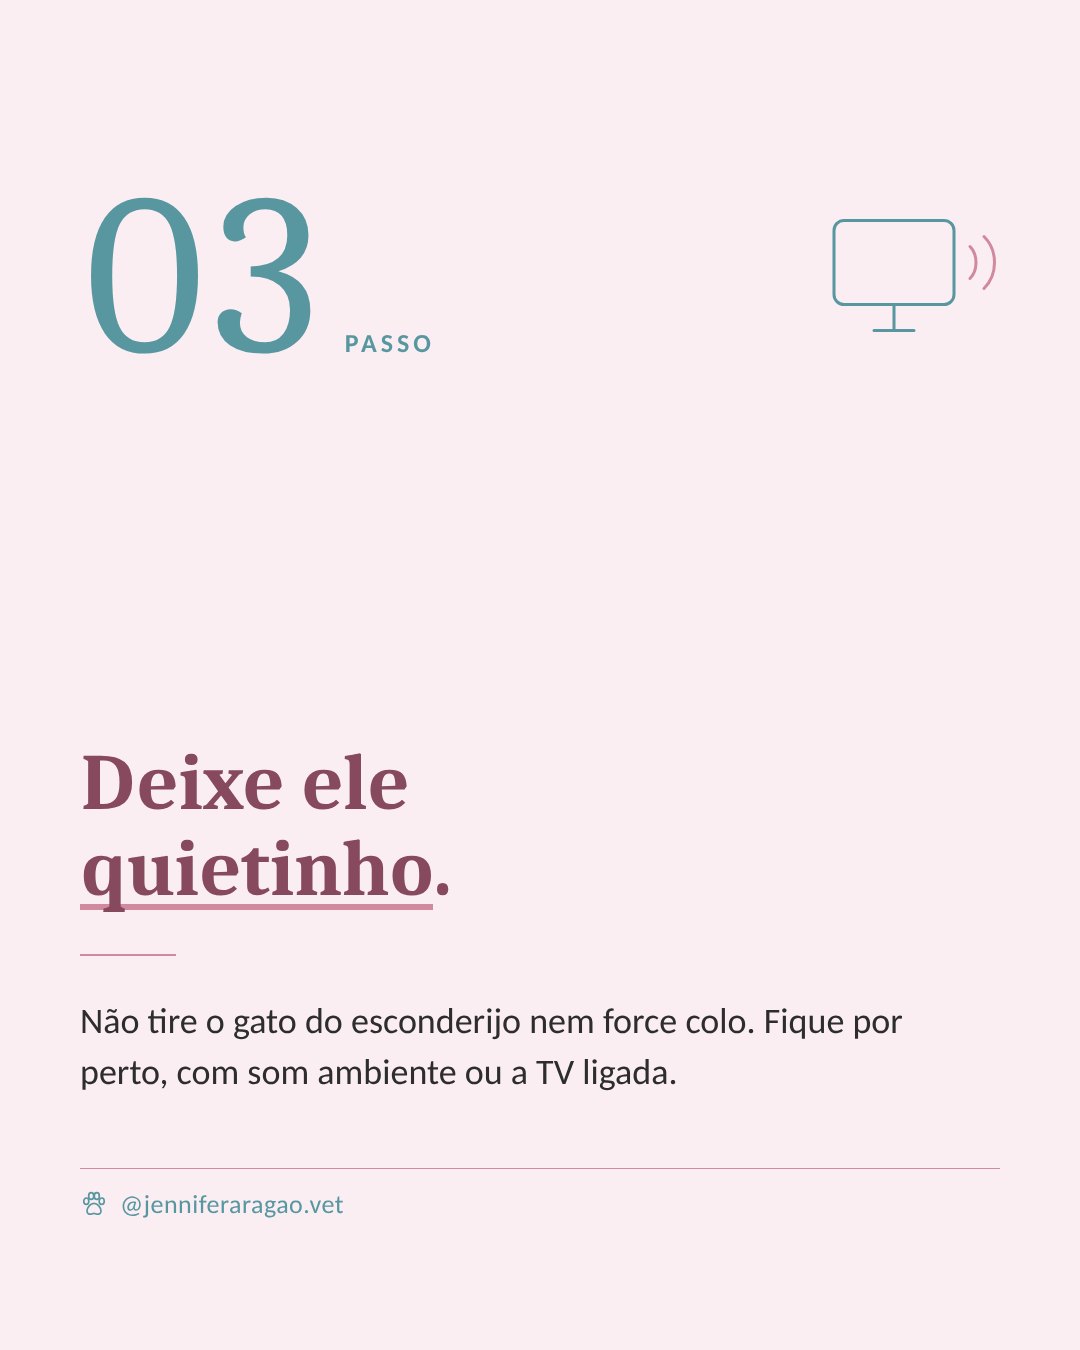 03 PASSO
Deixe ele
quietinho.
Não tire o gato do esconderijo nem force colo. Fique por
perto, com som ambiente ou a TV ligada.
@jenniferaragao.vet